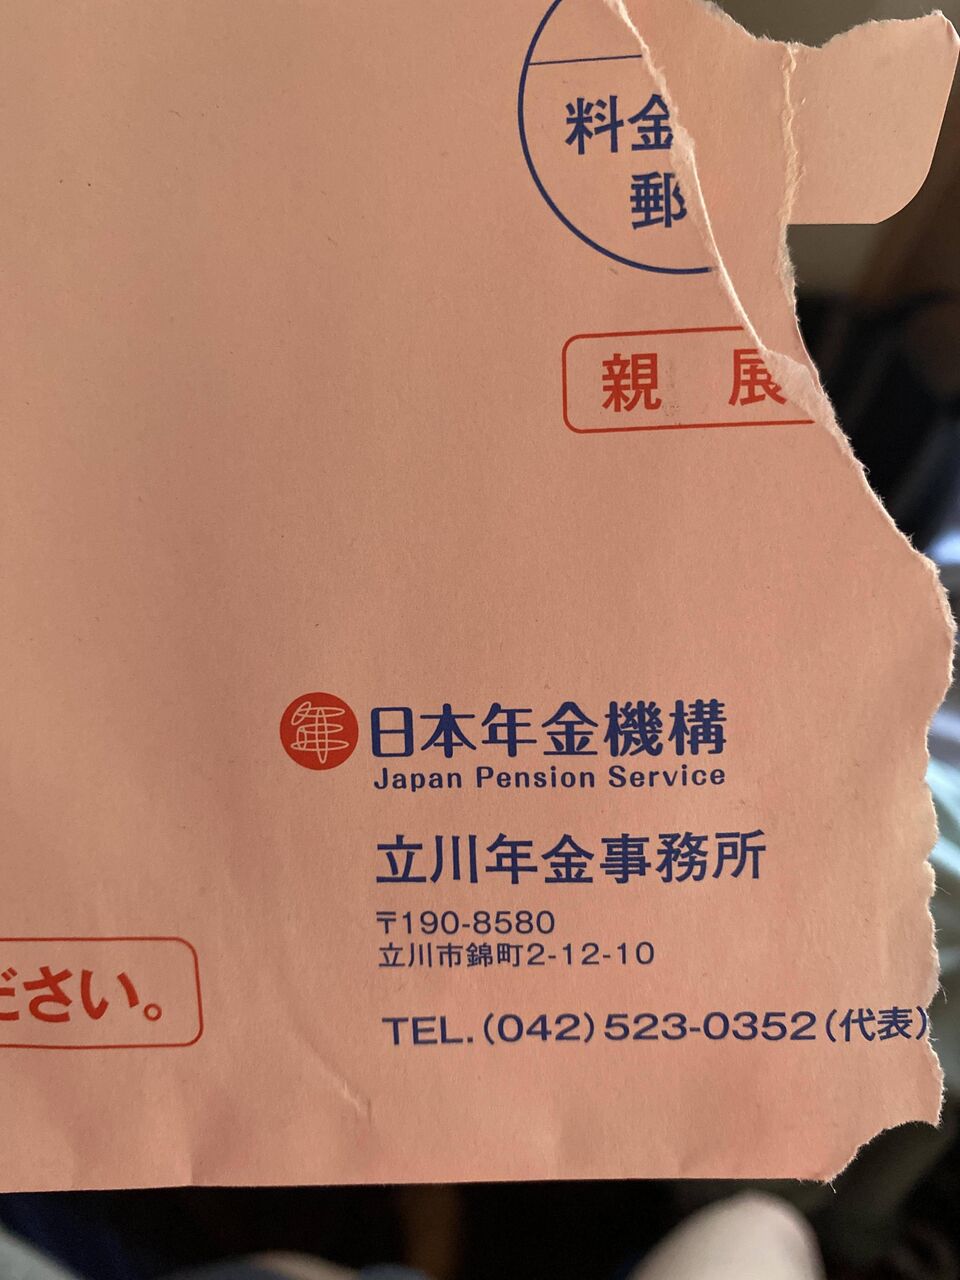 料金
郵
親 展
日本年金機構
Japan Pension Service
立川年金事務所
〒190-8580
立川市錦町2-12-10
ださい。
TEL.(042)523-0352(代表)